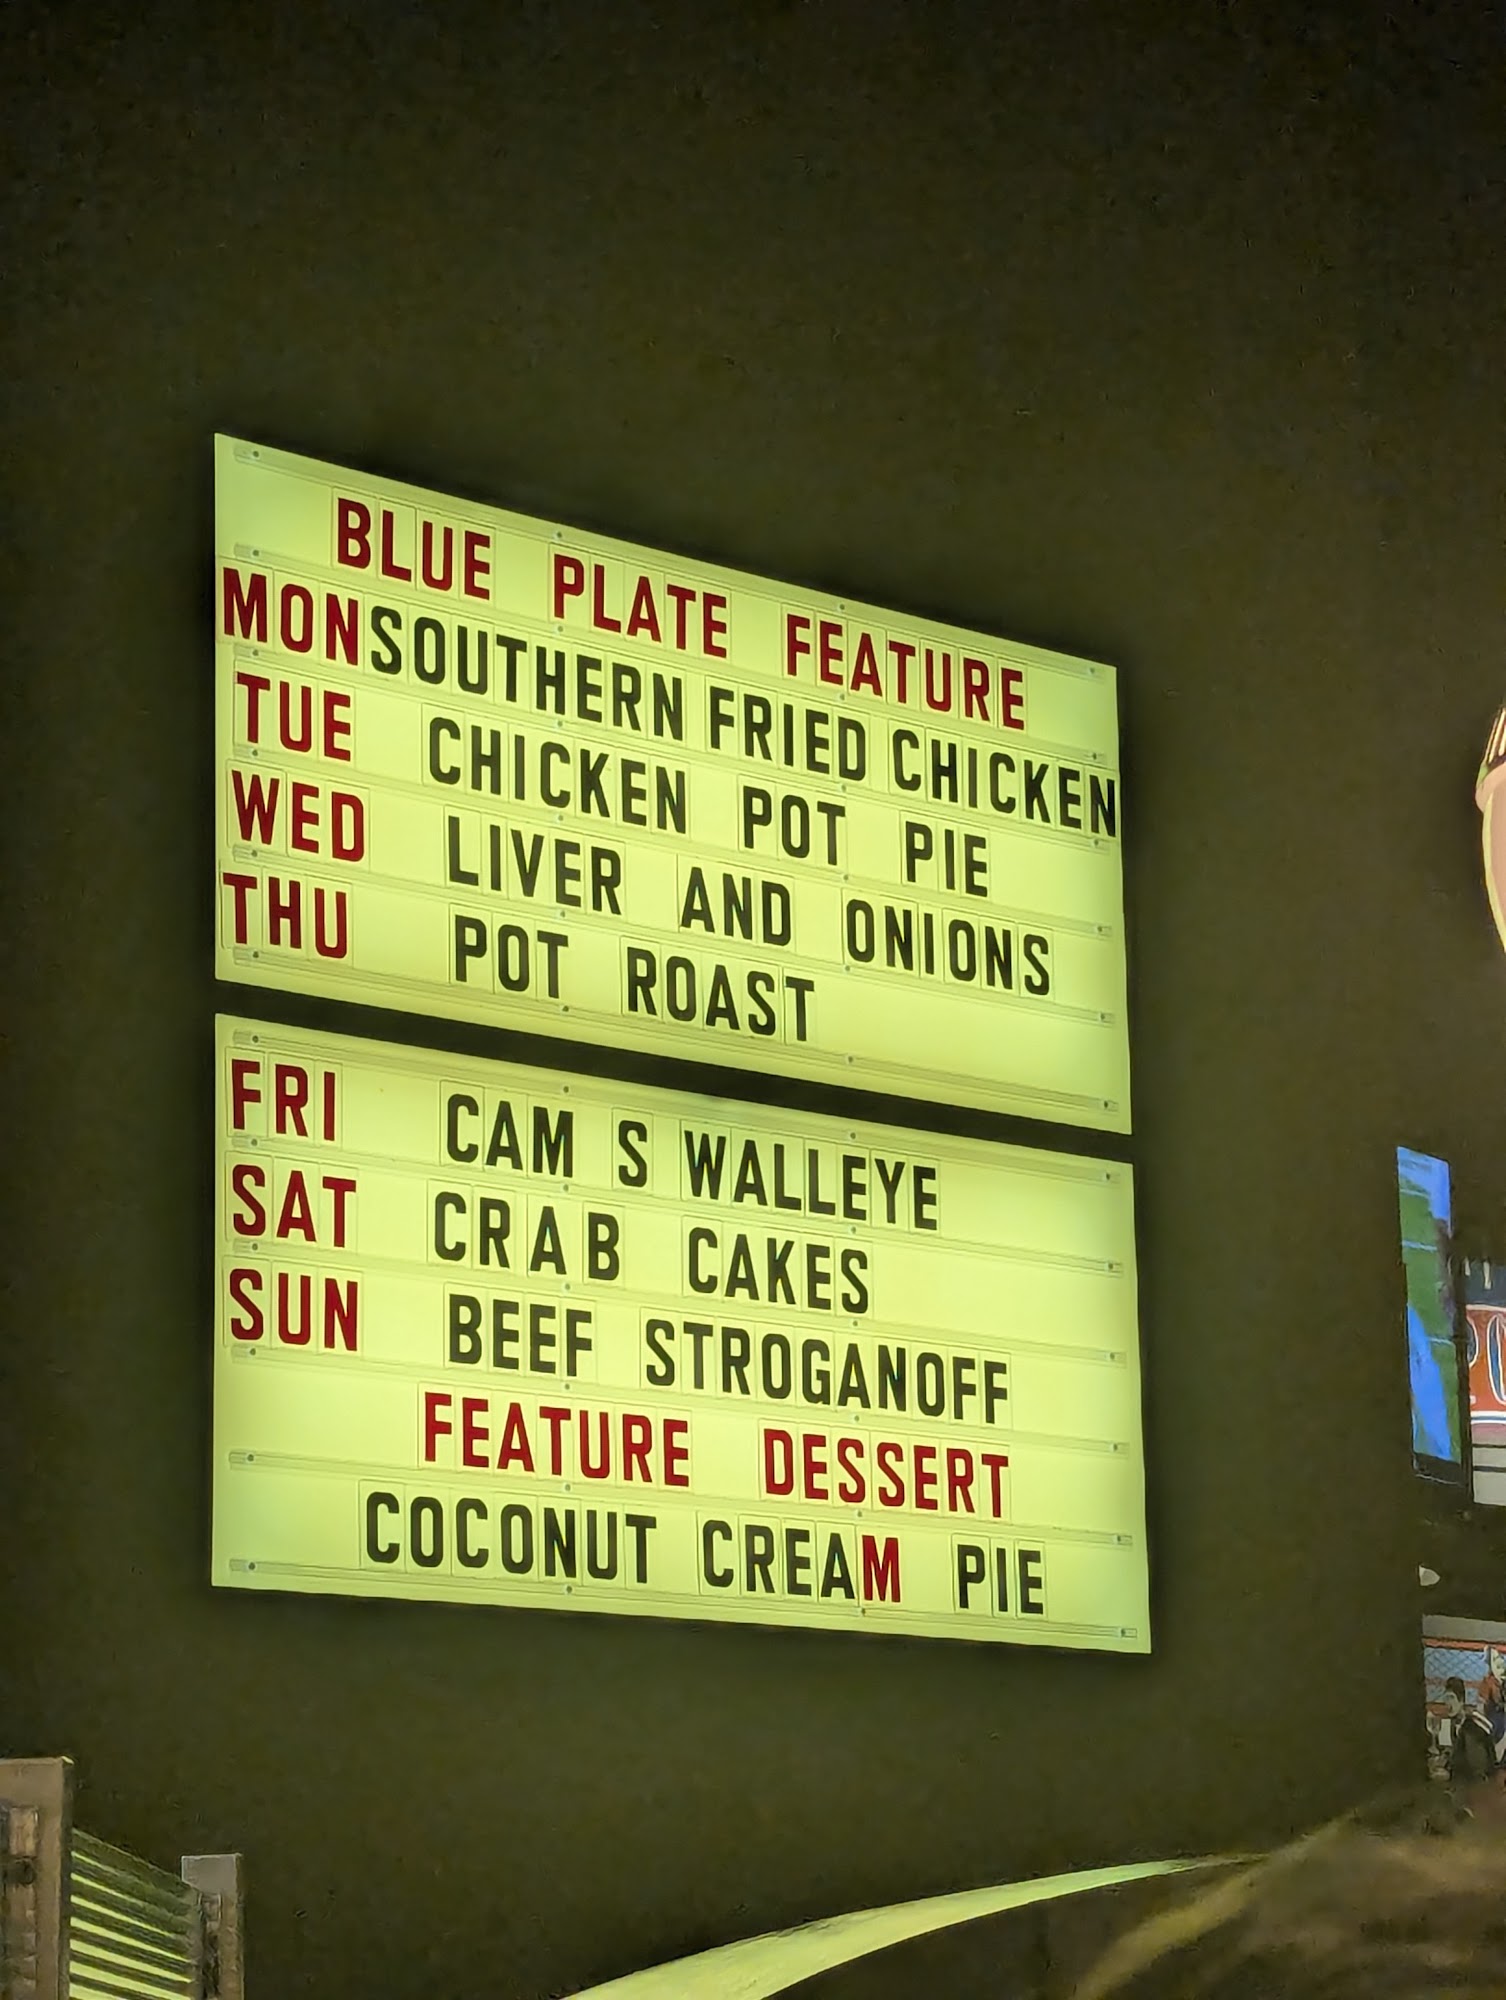 BLUE PLATE FEATURE
MON SOUTHERN FRIED CHICKEN
TUE CHICKEN POT PIE
WED LIVER AND ONIONS
THU POT ROAST
FRI CAM S WALLEYE
SAT CRAB CAKES
SUN BEEF STROGANOFF
FEATURE DESSERT
COCONUT CREAM PIE